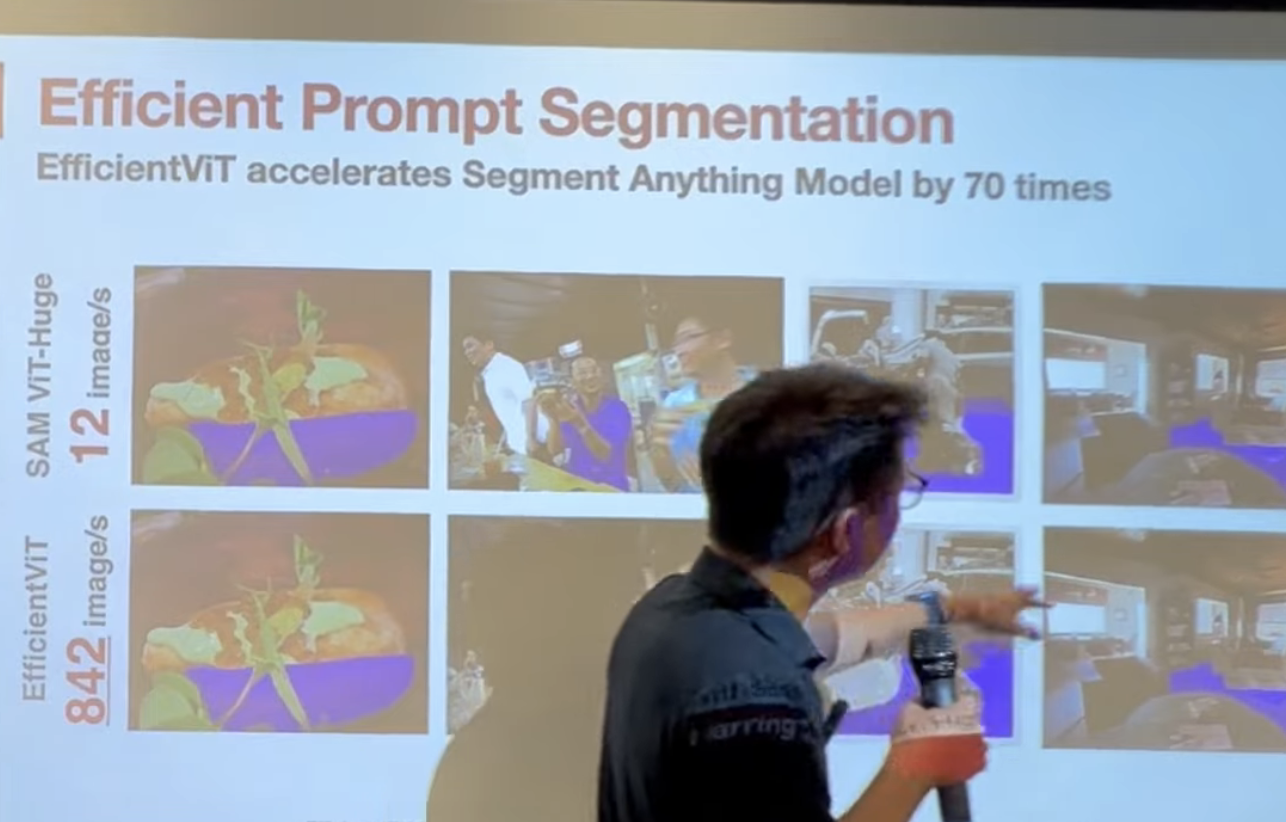 Efficient Prompt Segmentation
EfficientViT accelerates Segment Anything Model by 70 times
SAM ViT-Huge
12 image/s
EfficientViT
842 image/s